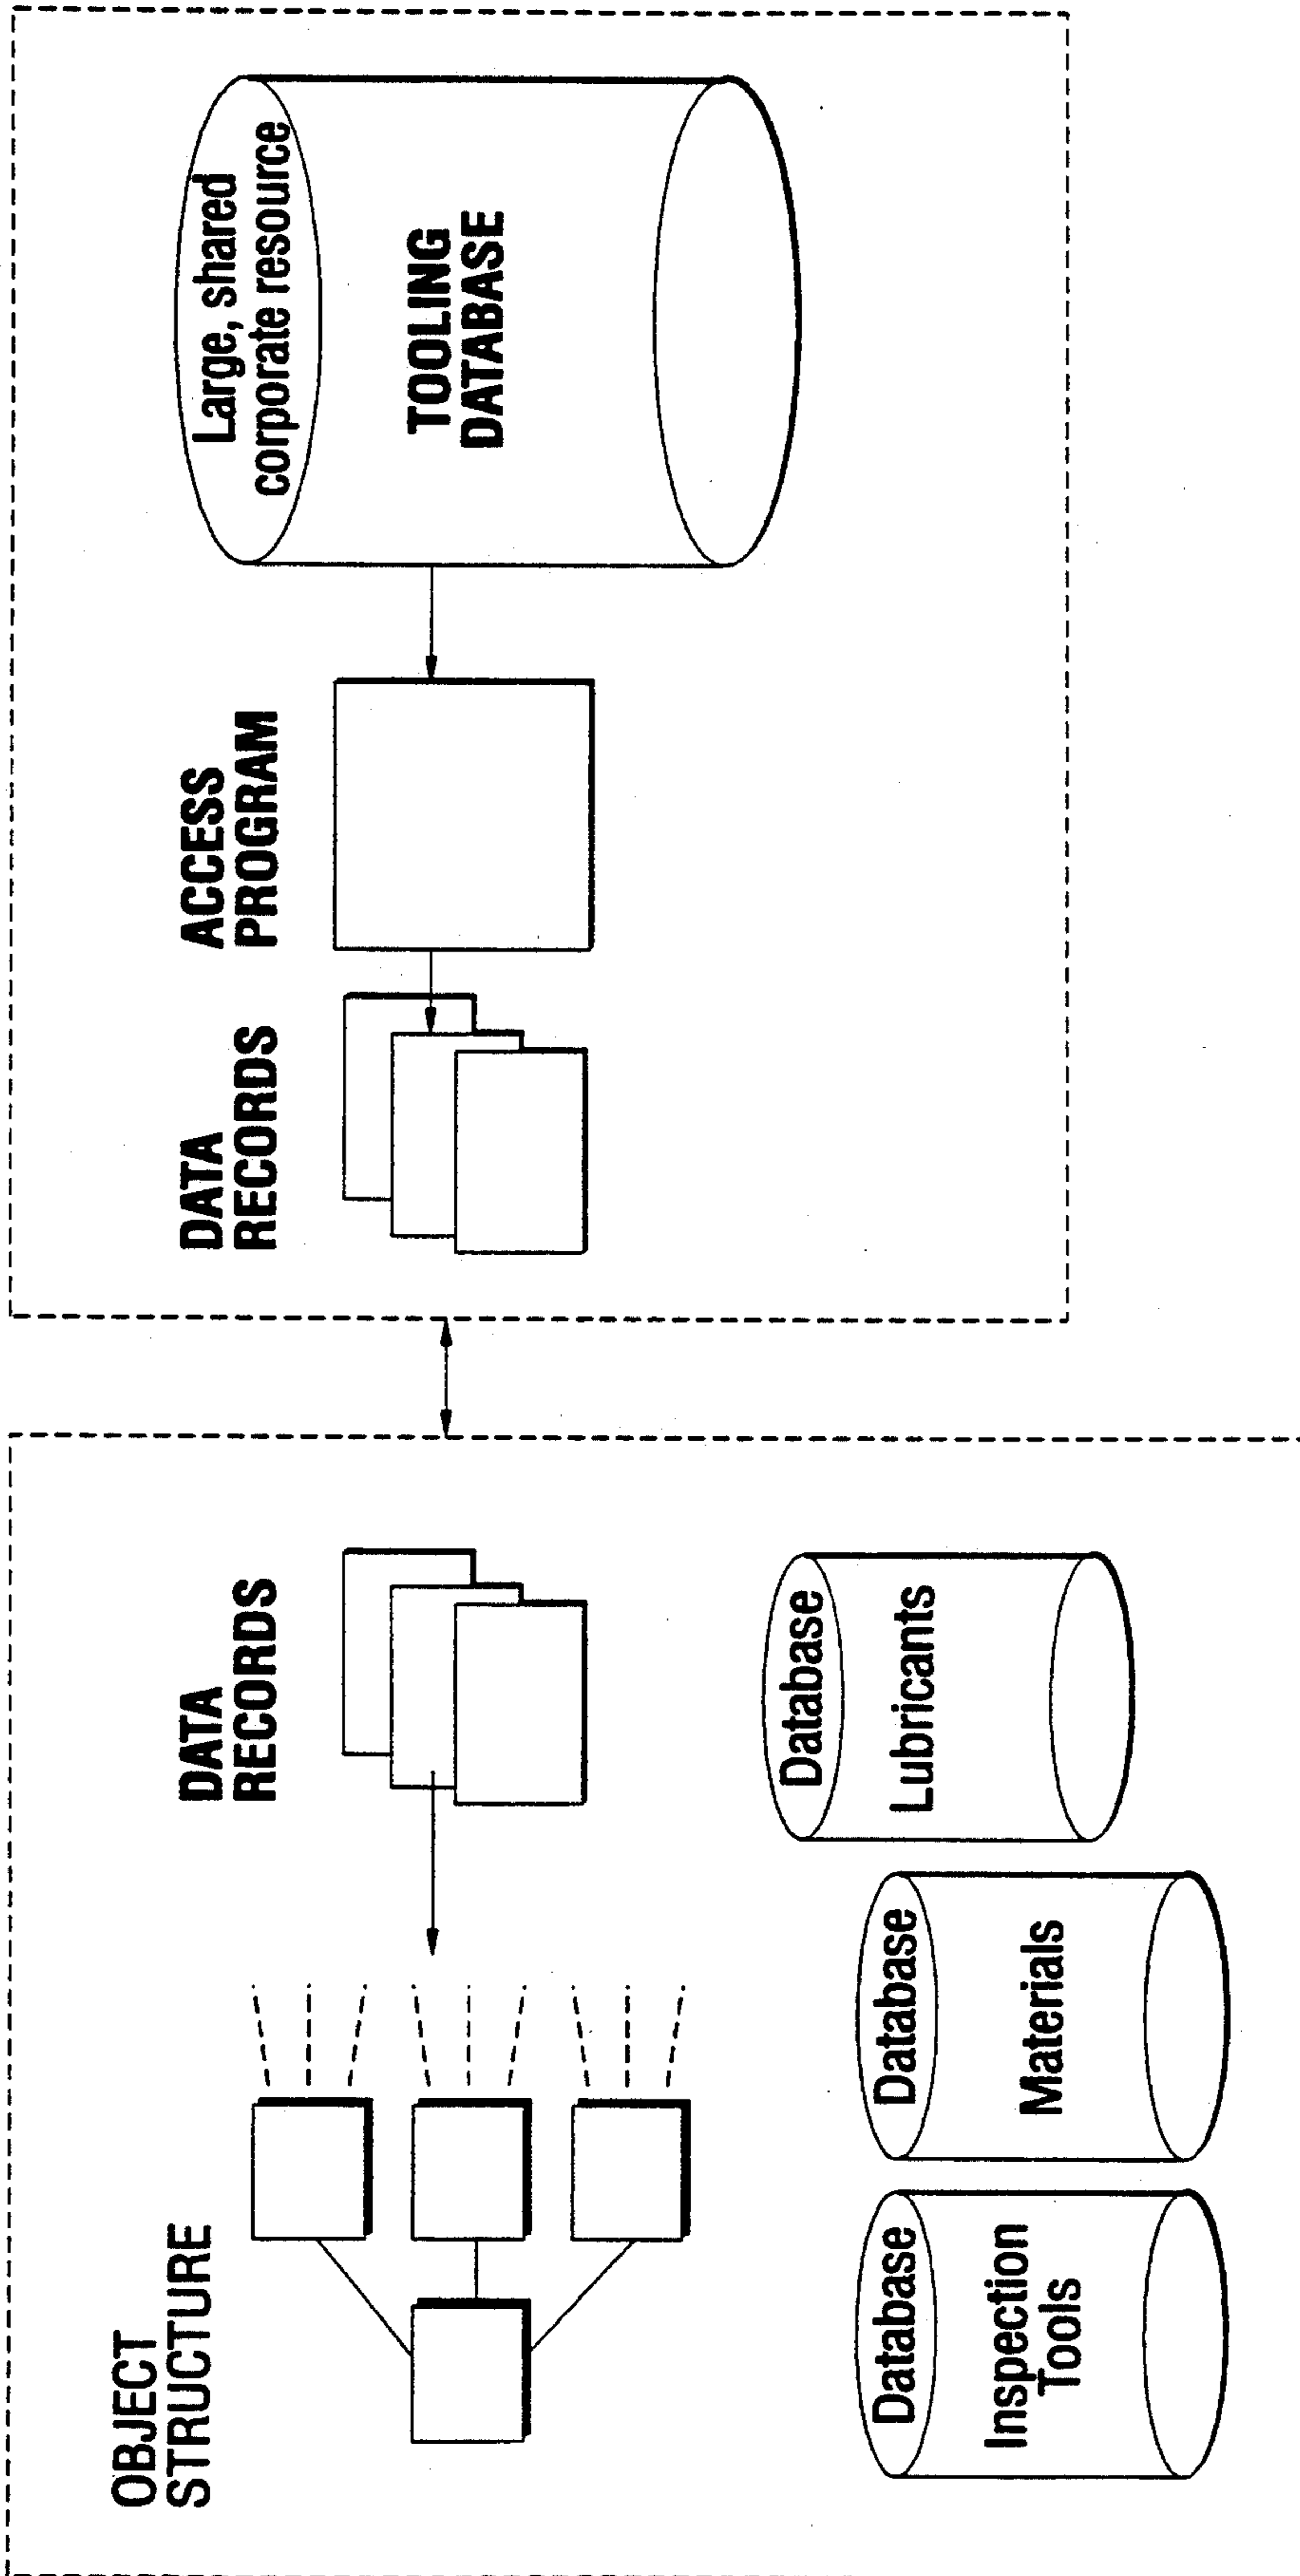 OBJECT
STRUCTURE
DATA
RECORDS
DATA
RECORDS
ACCESS
PROGRAM
Large, shared
corporate resource
TOOLING
DATABASE
Database
Inspection
Tools
Database
Materials
Database
Lubricants